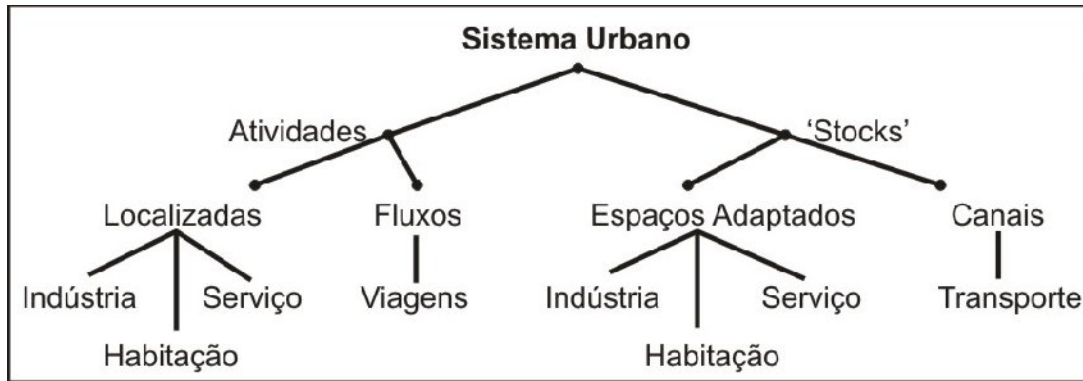 Sistema Urbano
Atividades 'Stocks'
Localizadas Fluxos Espaços Adaptados Canais
Indústria Serviço Viagens Indústria Serviço Transporte
Habitação Habitação